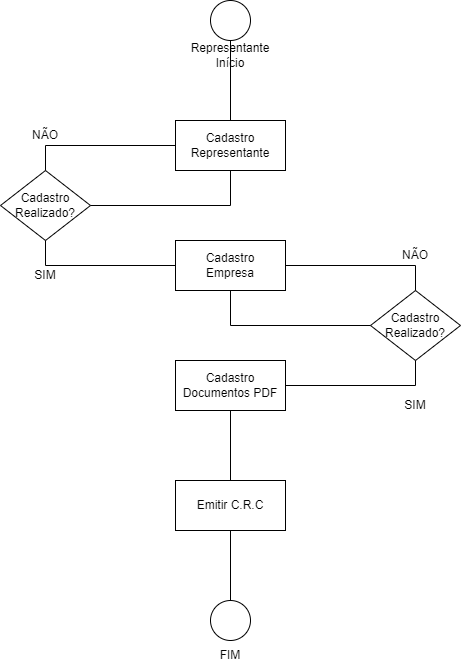 Representante
Início
Cadastro
Representante
NÃO
Cadastro
Realizado?
SIM
Cadastro
Empresa
NÃO
Cadastro
Realizado?
SIM
Cadastro
Documentos PDF
Emitir C.R.C
FIM